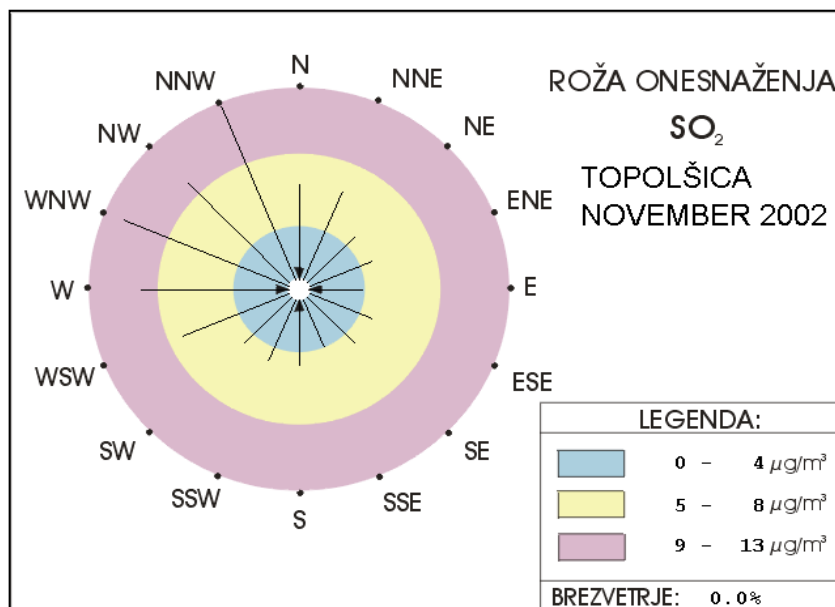 N
NNE
NE
ENE
E
ESE
SE
SSE
S
SSW
SW
WSW
W
WNW
NW
NNW
ROŽA ONESNAŽENJA
SO₂
TOPOLŠICA
NOVEMBER 2002
LEGENDA:
0 – 4 µg/m³
5 – 8 µg/m³
9 – 13 µg/m³
BREZVETRJE: 0.0%